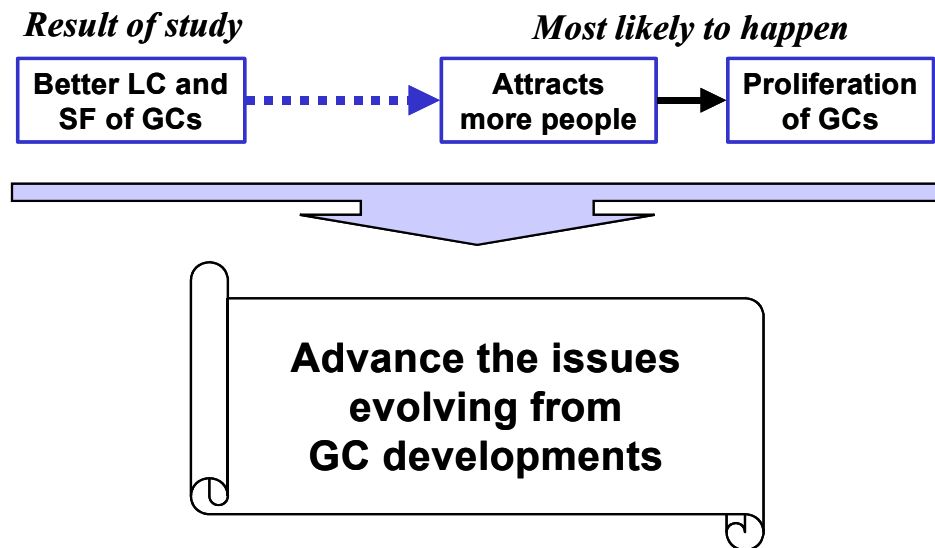 Result of study
Most likely to happen
Better LC and
SF of GCs
Attracts
more people
Proliferation
of GCs
Advance the issues
evolving from
GC developments